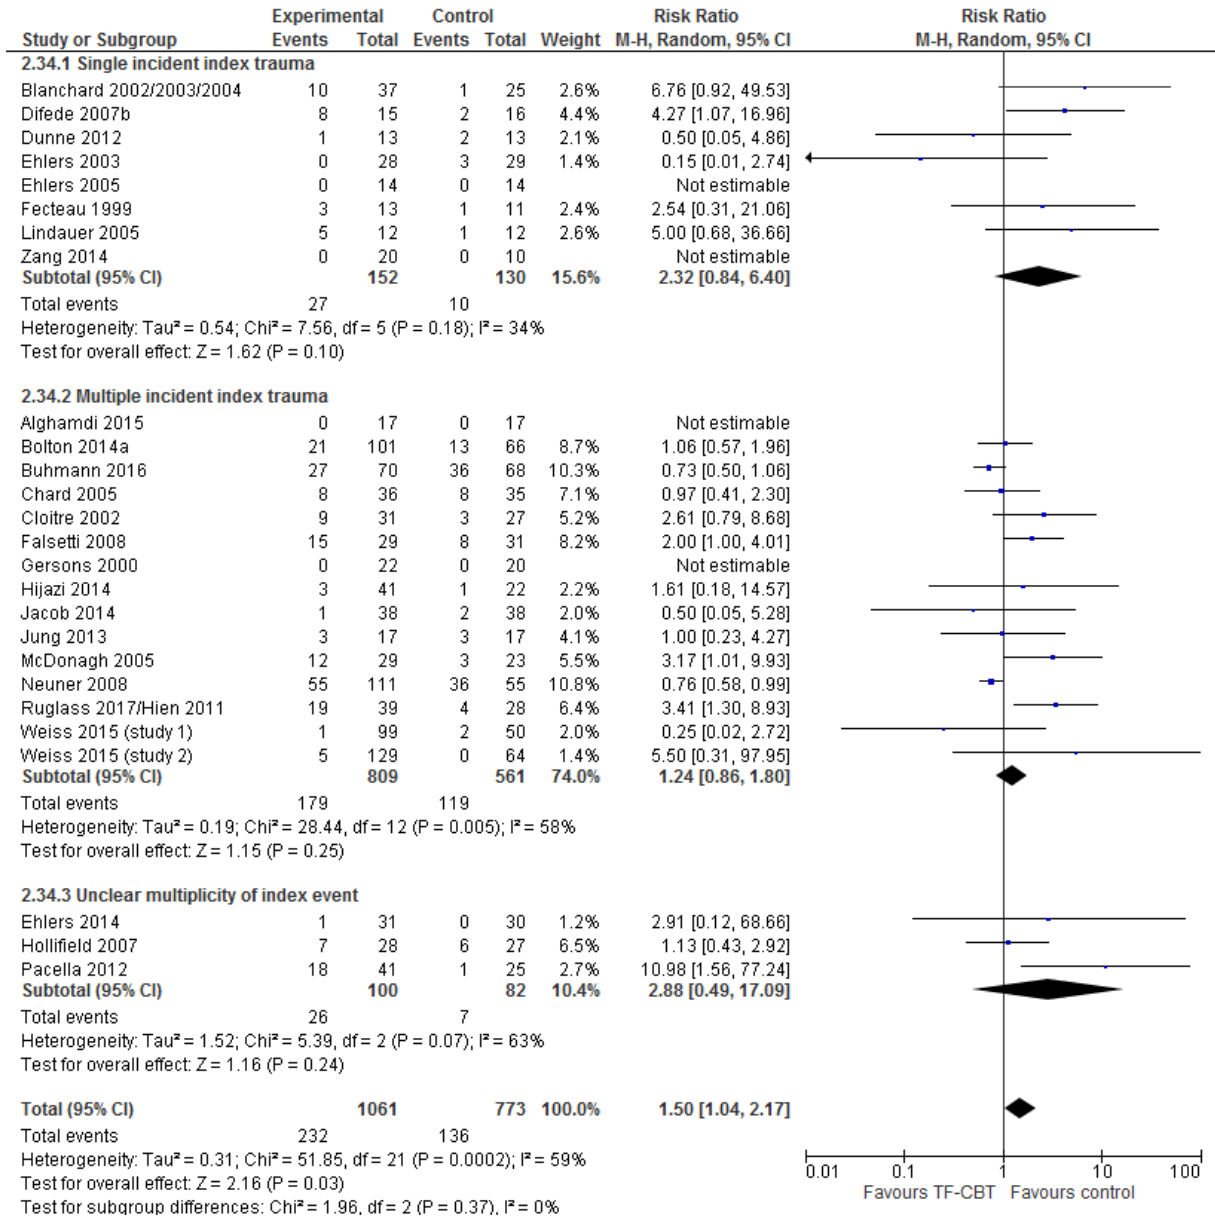 Experimental Control Risk Ratio Risk Ratio
Study or Subgroup Events Total Events Total Weight M-H, Random, 95% CI M-H, Random, 95% CI
2.34.1 Single incident index trauma
Blanchard 2002/2003/2004 10 37 1 25 2.6% 6.76 [0.92, 49.53]
Difede 2007b 8 15 2 16 4.4% 4.27 [1.07, 16.96]
Dunne 2012 1 13 2 13 2.1% 0.50 [0.05, 4.86]
Ehlers 2003 0 28 3 29 1.4% 0.15 [0.01, 2.74]
Ehlers 2005 0 14 0 14 Not estimable
Fecteau 1999 3 13 1 11 2.4% 2.54 [0.31, 21.06]
Lindauer 2005 5 12 1 12 2.6% 5.00 [0.68, 36.66]
Zang 2014 0 20 0 10 Not estimable
Subtotal (95% CI) 152 130 15.6% 2.32 [0.84, 6.40]
Total events 27 10
Heterogeneity: Tau² = 0.54; Chi² = 7.56, df = 5 (P = 0.18); I² = 34%
Test for overall effect: Z = 1.62 (P = 0.10)
2.34.2 Multiple incident index trauma
Alghamdi 2015 0 17 0 17 Not estimable
Bolton 2014a 21 101 13 66 8.7% 1.06 [0.57, 1.96]
Buhmann 2016 27 70 36 68 10.3% 0.73 [0.50, 1.06]
Chard 2005 8 36 8 35 7.1% 0.97 [0.41, 2.30]
Cloitre 2002 9 31 3 27 5.2% 2.61 [0.79, 8.68]
Falsetti 2008 15 29 8 31 8.2% 2.00 [1.00, 4.01]
Gersons 2000 0 22 0 20 Not estimable
Hijazi 2014 3 41 1 22 2.2% 1.61 [0.18, 14.57]
Jacob 2014 1 38 2 38 2.0% 0.50 [0.05, 5.28]
Jung 2013 3 17 3 17 4.1% 1.00 [0.23, 4.27]
McDonagh 2005 12 29 3 23 5.5% 3.17 [1.01, 9.93]
Neuner 2008 55 111 36 55 10.8% 0.76 [0.58, 0.99]
Ruglass 2017/Hien 2011 19 39 4 28 6.4% 3.41 [1.30, 8.93]
Weiss 2015 (study 1) 1 99 2 50 2.0% 0.25 [0.02, 2.72]
Weiss 2015 (study 2) 5 129 0 64 1.4% 5.50 [0.31, 97.95]
Subtotal (95% CI) 809 561 74.0% 1.24 [0.86, 1.80]
Total events 179 119
Heterogeneity: Tau² = 0.19; Chi² = 28.44, df = 12 (P = 0.005); I² = 58%
Test for overall effect: Z = 1.15 (P = 0.25)
2.34.3 Unclear multiplicity of index event
Ehlers 2014 1 31 0 30 1.2% 2.91 [0.12, 68.66]
Hollifield 2007 7 28 6 27 6.5% 1.13 [0.43, 2.92]
Pacella 2012 18 41 1 25 2.7% 10.98 [1.56, 77.24]
Subtotal (95% CI) 100 82 10.4% 2.88 [0.49, 17.09]
Total events 26 7
Heterogeneity: Tau² = 1.52; Chi² = 5.39, df = 2 (P = 0.07); I² = 63%
Test for overall effect: Z = 1.16 (P = 0.24)
Total (95% CI) 1061 773 100.0% 1.50 [1.04, 2.17]
Total events 232 136
Heterogeneity: Tau² = 0.31; Chi² = 51.85, df = 21 (P = 0.0002); I² = 59%
Test for overall effect: Z = 2.16 (P = 0.03)
Test for subgroup differences: Chi² = 1.96, df = 2 (P = 0.37), I² = 0%
0.01 0.1 1 10 100
Favours TF-CBT Favours control